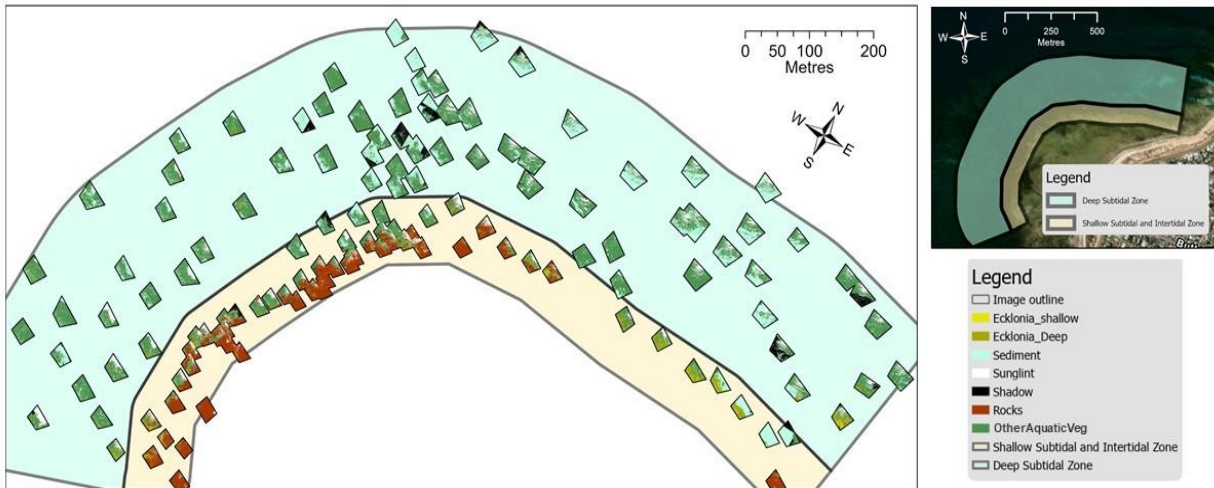 0 50 100 150 200
Metres
N
W
E
S
N
W E
S
0 250 500
Metres
Legend
Deep Subtidal Zone
Shallow Subtidal and Intertidal Zone
Legend
Image outline
Ecklonia_shallow
Ecklonia_Deep
Sediment
Sunglint
Shadow
Rocks
OtherAquaticVeg
Shallow Subtidal and Intertidal Zone
Deep Subtidal Zone